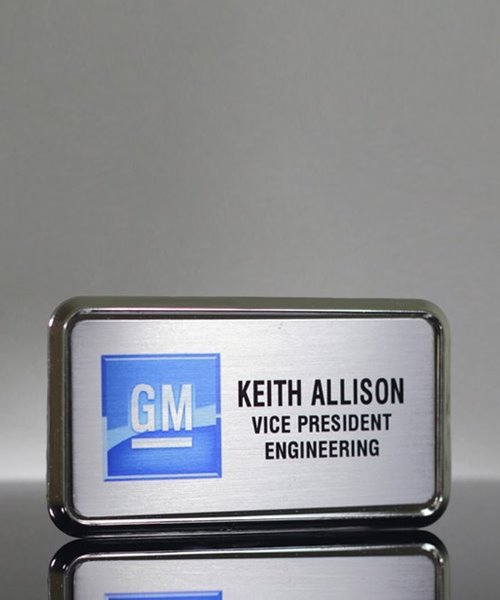 GM
KEITH ALLISON
VICE PRESIDENT
ENGINEERING